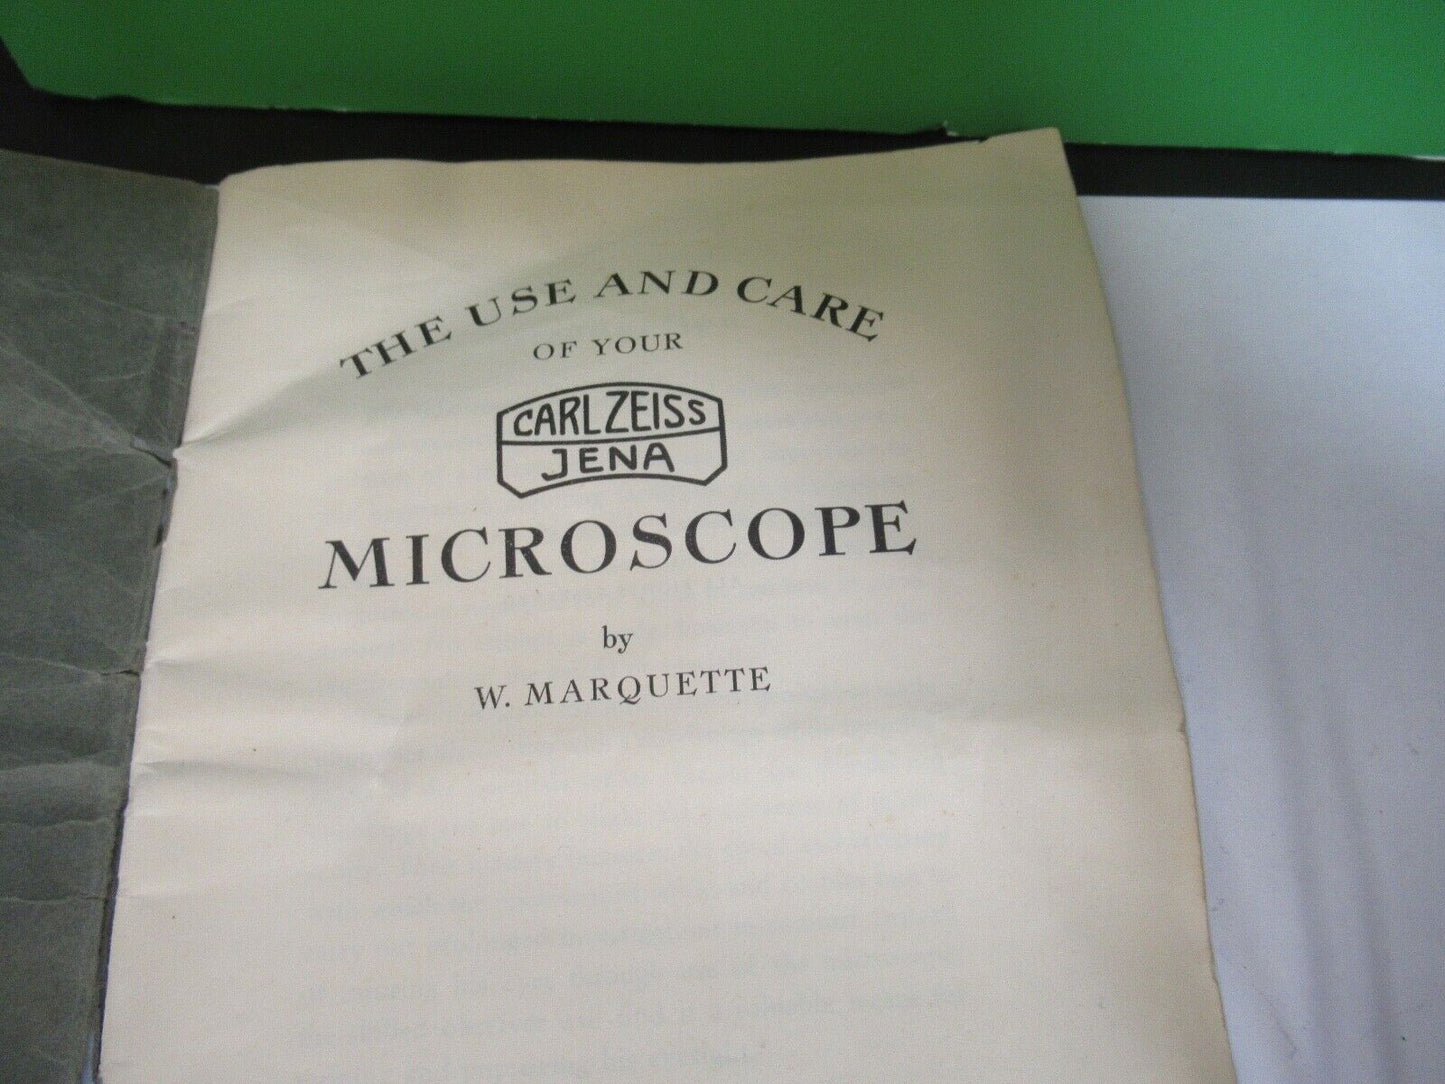 THE USE AND CARE
OF YOUR
CARL ZEISS
JENA
MICROSCOPE
by
W. MARQUETTE